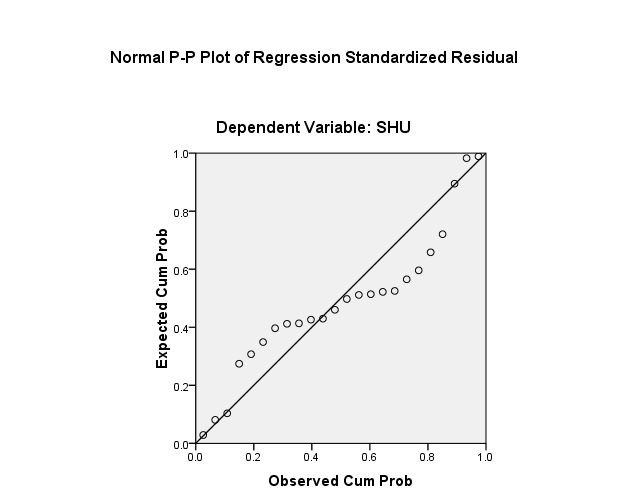 Normal P-P Plot of Regression Standardized Residual
Dependent Variable: SHU
Expected Cum Prob
1.0
0.8
0.6
0.4
0.2
0.0
0.0 0.2 0.4 0.6 0.8 1.0
Observed Cum Prob